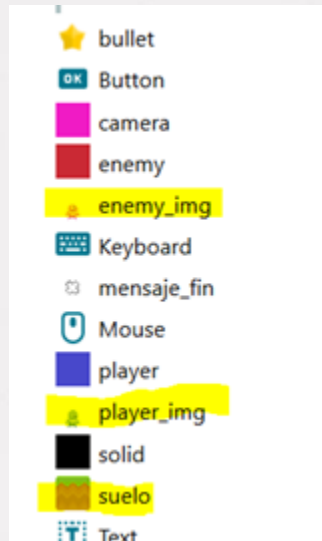 bullet
OK Button
camera
enemy
enemy_img
Keyboard
mensaje_fin
Mouse
player
player_img
solid
suelo
T Text